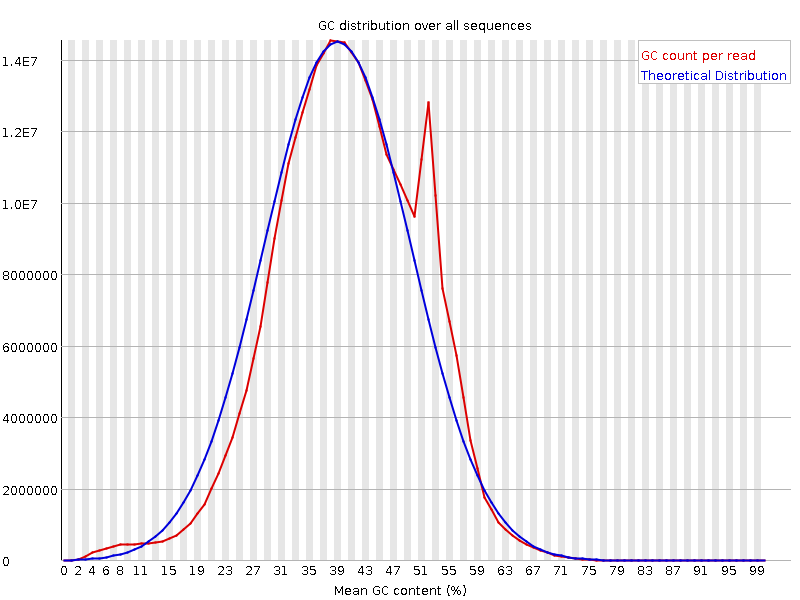 GC distribution over all sequences
GC count per read
Theoretical Distribution
1.4E7
1.2E7
1.0E7
8000000
6000000
4000000
2000000
0
0 2 4 6 8 11 15 19 23 27 31 35 39 43 47 51 55 59 63 67 71 75 79 83 87 91 95 99
Mean GC content (%)